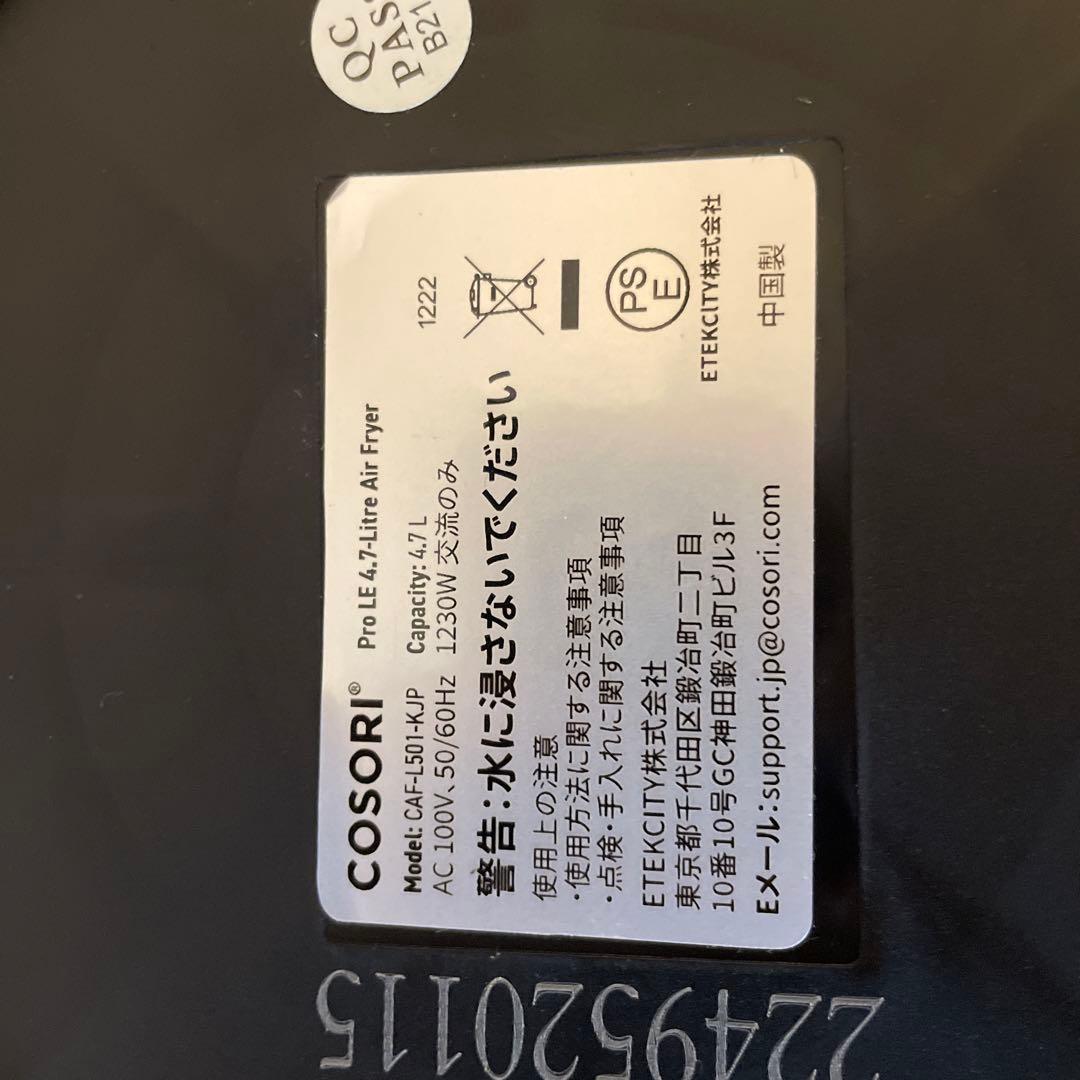 QC
PASS
B21
COSORI® Pro LE 4.7-Litre Air Fryer
Model: CAF-L501-KJP Capacity: 4.7 L 1222
AC 100V、50/60Hz 1230W 交流のみ
警告：水に浸さないでください
使用上の注意
・使用方法に関する注意事項
・点検・手入れに関する注意事項
PS
E
ETEKCITY株式会社
ETEKCITY株式会社
東京都千代田区鍛冶町二丁目
10番10号GC神田鍛冶町ビル3F
Eメール：support.jp@cosori.com
中国製
2249520115